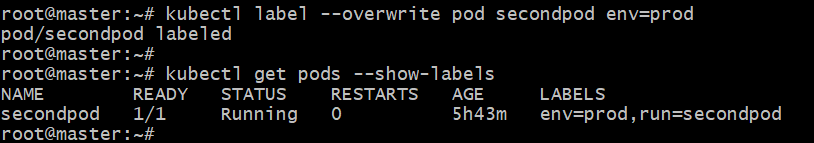 root@master:~# kubectl label --overwrite pod secondpod env=prod
pod/secondpod labeled
root@master:~#
root@master:~# kubectl get pods --show-labels
NAME        READY   STATUS    RESTARTS   AGE     LABELS
secondpod   1/1     Running   0          5h43m   env=prod,run=secondpod
root@master:~#